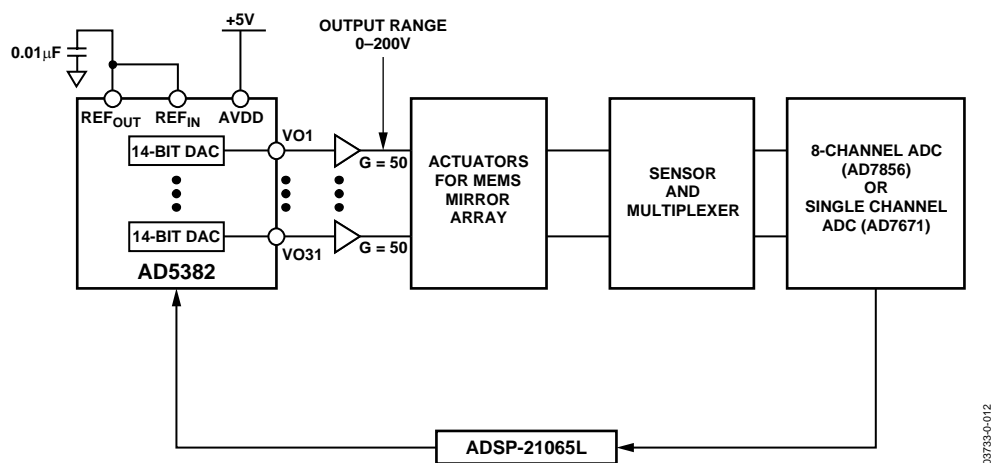 +5V
OUTPUT RANGE
0–200V
0.01µF
REFOUT
REFIN
AVDD
VO1
14-BIT DAC
G = 50
14-BIT DAC
G = 50
VO31
AD5382
ACTUATORS
FOR MEMS
MIRROR
ARRAY
SENSOR
AND
MULTIPLEXER
8-CHANNEL ADC
(AD7856)
OR
SINGLE CHANNEL
ADC (AD7671)
ADSP-21065L
03733-0-012